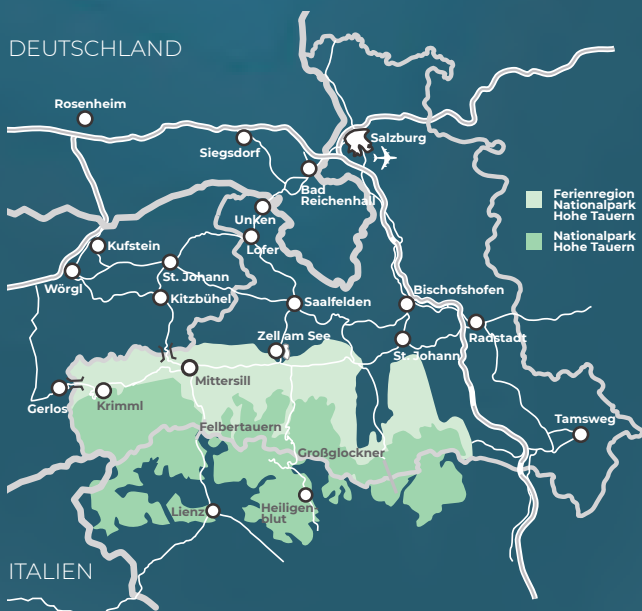 DEUTSCHLAND
Rosenheim
Salzburg
Siegsdorf
Bad
Reichenhall
Ferienregion
Nationalpark
Hohe Tauern
Unken
Nationalpark
Hohe Tauern
Kufstein
Lofer
St. Johann
Wörgl
Bischofshofen
Kitzbühel
Saalfelden
Zell am See
Radstadt
St. Johann
Mittersill
Gerlos
Krimml
Tamsweg
Felbertauern
Großglockner
Lienz
Heiligen-
blut
ITALIEN